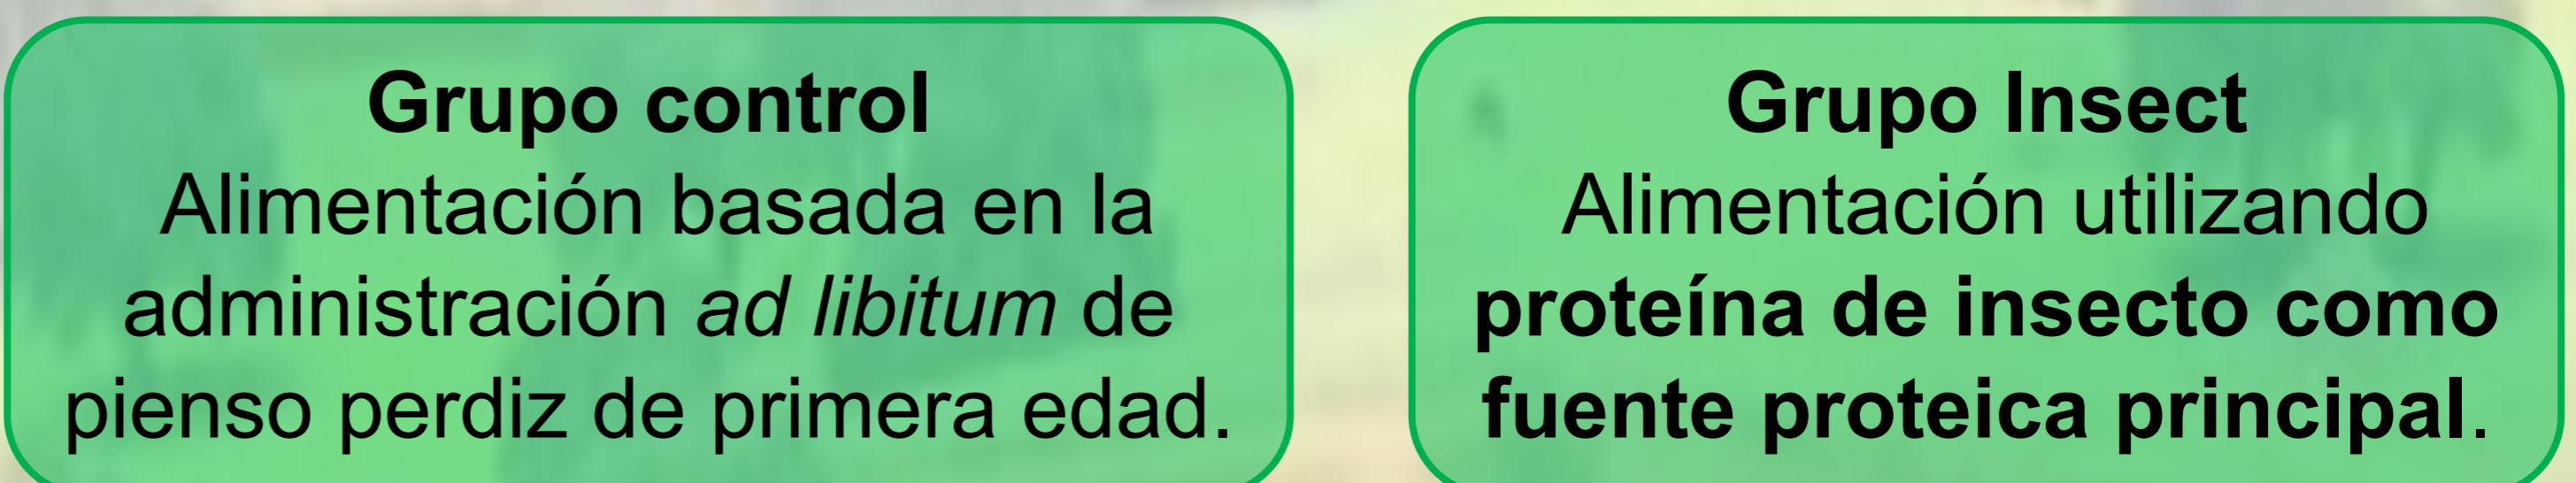 Grupo control
Alimentación basada en la
administración ad libitum de
pienso perdiz de primera edad.
Grupo Insect
Alimentación utilizando
proteína de insecto como
fuente proteica principal.